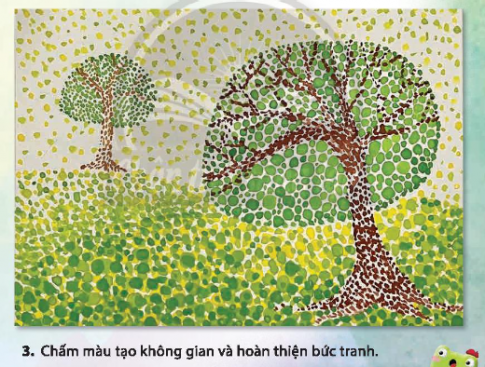 3. Chấm màu tạo không gian và hoàn thiện bức tranh.